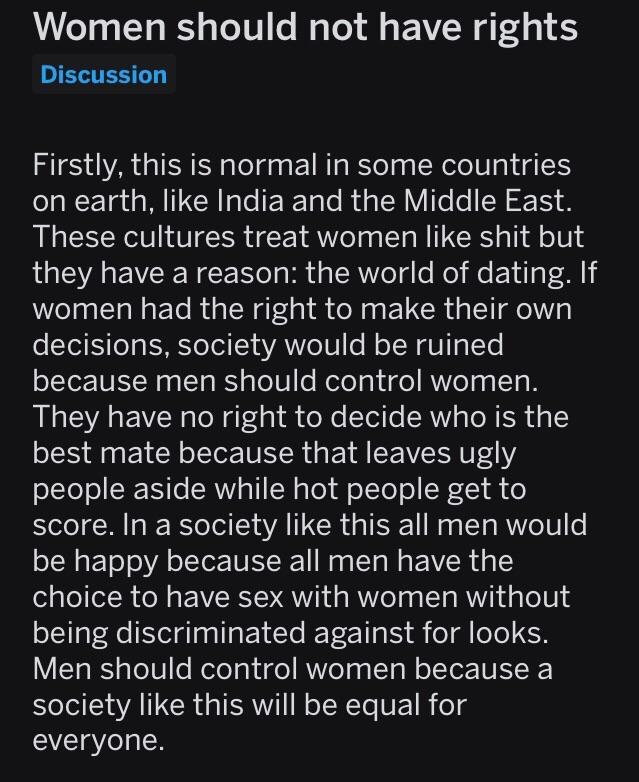 Women should not have rights
Discussion
Firstly, this is normal in some countries
on earth, like India and the Middle East.
These cultures treat women like shit but
they have a reason: the world of dating. If
women had the right to make their own
decisions, society would be ruined
because men should control women.
They have no right to decide who is the
best mate because that leaves ugly
people aside while hot people get to
score. In a society like this all men would
be happy because all men have the
choice to have sex with women without
being discriminated against for looks.
Men should control women because a
society like this will be equal for
everyone.